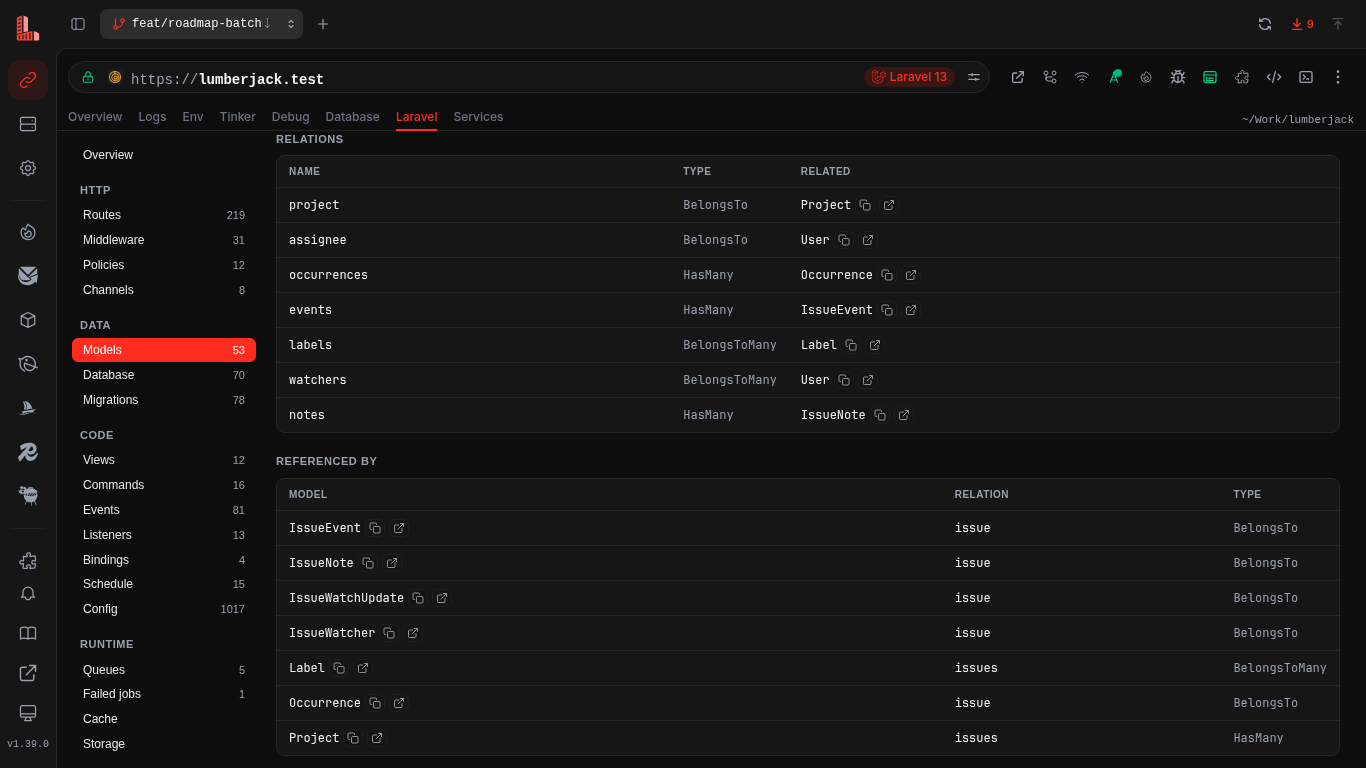 feat/roadmap-batch
9
https://lumberjack.test
Laravel 13
Overview Logs Env Tinker Debug Database Laravel Services
~/Work/lumberjack
Overview
HTTP
Routes 219
Middleware 31
Policies 12
Channels 8
DATA
Models 53
Database 70
Migrations 78
CODE
Views 12
Commands 16
Events 81
Listeners 13
Bindings 4
Schedule 15
Config 1017
RUNTIME
Queues 5
Failed jobs 1
Cache
Storage
v1.39.0
RELATIONS
NAME TYPE RELATED
project BelongsTo Project
assignee BelongsTo User
occurrences HasMany Occurrence
events HasMany IssueEvent
labels BelongsToMany Label
watchers BelongsToMany User
notes HasMany IssueNote
REFERENCED BY
MODEL RELATION TYPE
IssueEvent issue BelongsTo
IssueNote issue BelongsTo
IssueWatchUpdate issue BelongsTo
IssueWatcher issue BelongsTo
Label issues BelongsToMany
Occurrence issue BelongsTo
Project issues HasMany